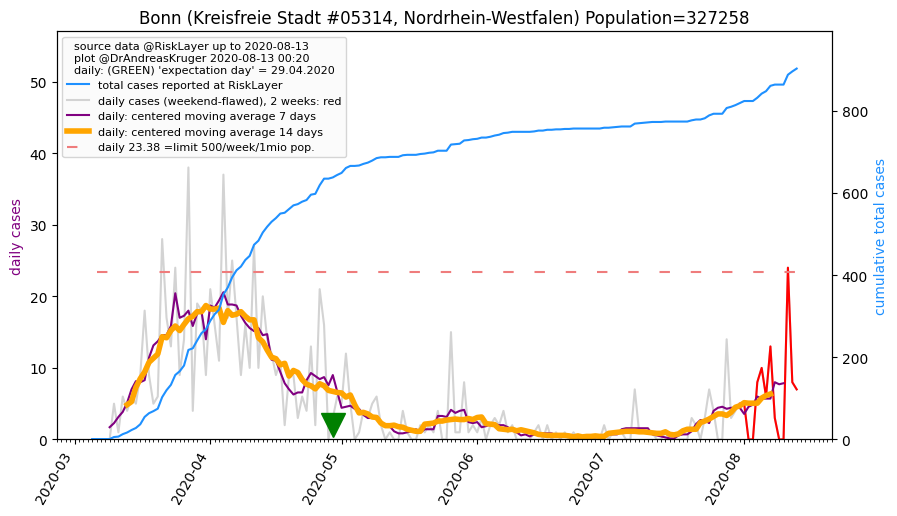 Bonn (Kreisfreie Stadt #05314, Nordrhein-Westfalen) Population=327258
source data @RiskLayer up to 2020-08-13
plot @DrAndreasKruger 2020-08-13 00:20
daily: (GREEN) 'expectation day' = 29.04.2020
total cases reported at RiskLayer
daily cases (weekend-flawed), 2 weeks: red
daily: centered moving average 7 days
daily: centered moving average 14 days
daily 23.38 =limit 500/week/1mio pop.
daily cases
50
40
30
20
10
0
cumulative total cases
800
600
400
200
0
2020-03
2020-04
2020-05
2020-06
2020-07
2020-08